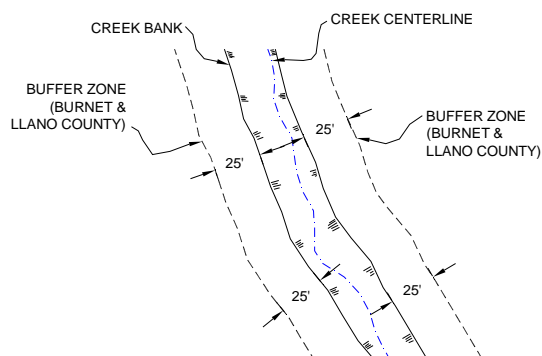 CREEK BANK
CREEK CENTERLINE
BUFFER ZONE
(BURNET &
LLANO COUNTY)
BUFFER ZONE
(BURNET &
LLANO COUNTY)
25'
25'
25'
25'